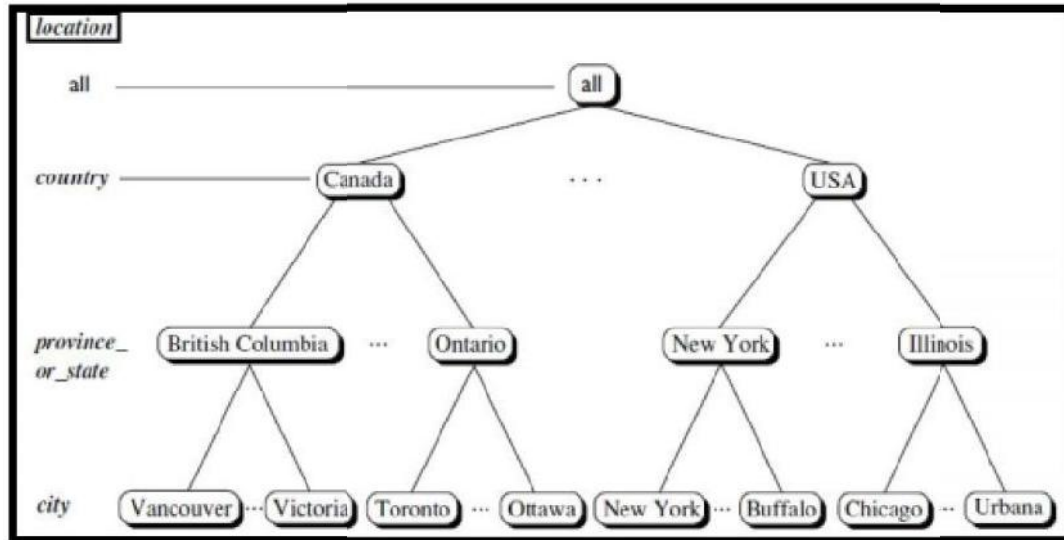 location
all all
country Canada ... USA
province_ British Columbia ... Ontario New York ... Illinois
or_state
city Vancouver ... Victoria Toronto ... Ottawa New York ... Buffalo Chicago ... Urbana